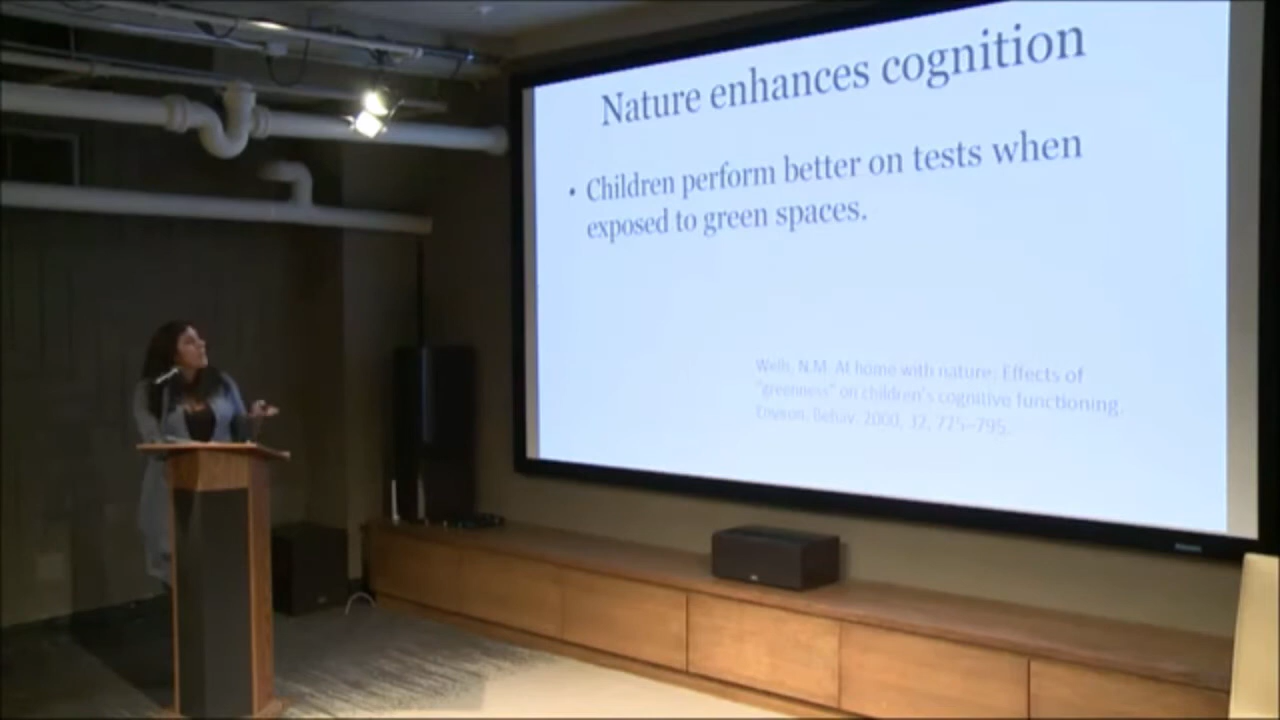 Nature enhances cognition
• Children perform better on tests when
exposed to green spaces.
Wells, N.M. At home with nature: Effects of
"greenness" on children's cognitive functioning.
Environ. Behav. 2000, 32, 775–795.